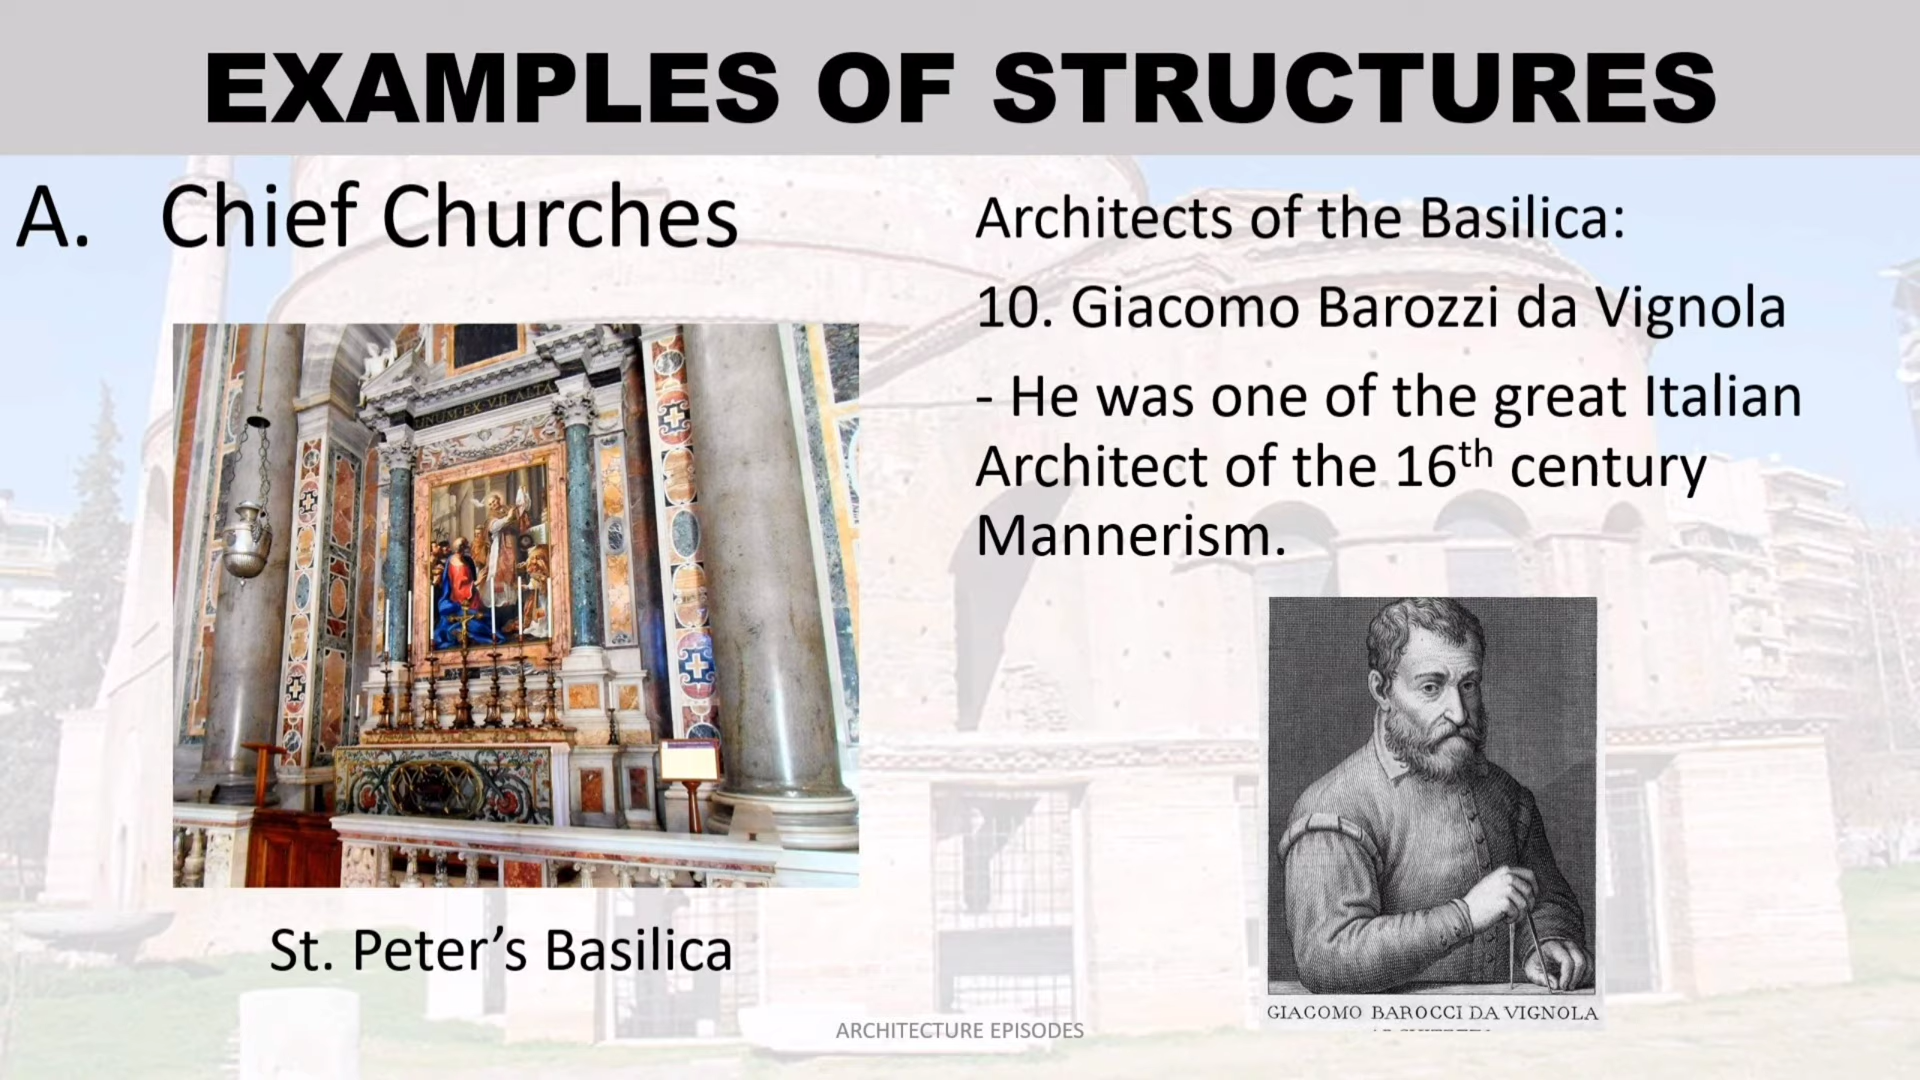 EXAMPLES OF STRUCTURES
A. Chief Churches
St. Peter's Basilica
Architects of the Basilica:
10. Giacomo Barozzi da Vignola
- He was one of the great Italian
Architect of the 16th century
Mannerism.
GIACOMO BAROCCI DA VIGNOLA
ARCHITECTURE EPISODES